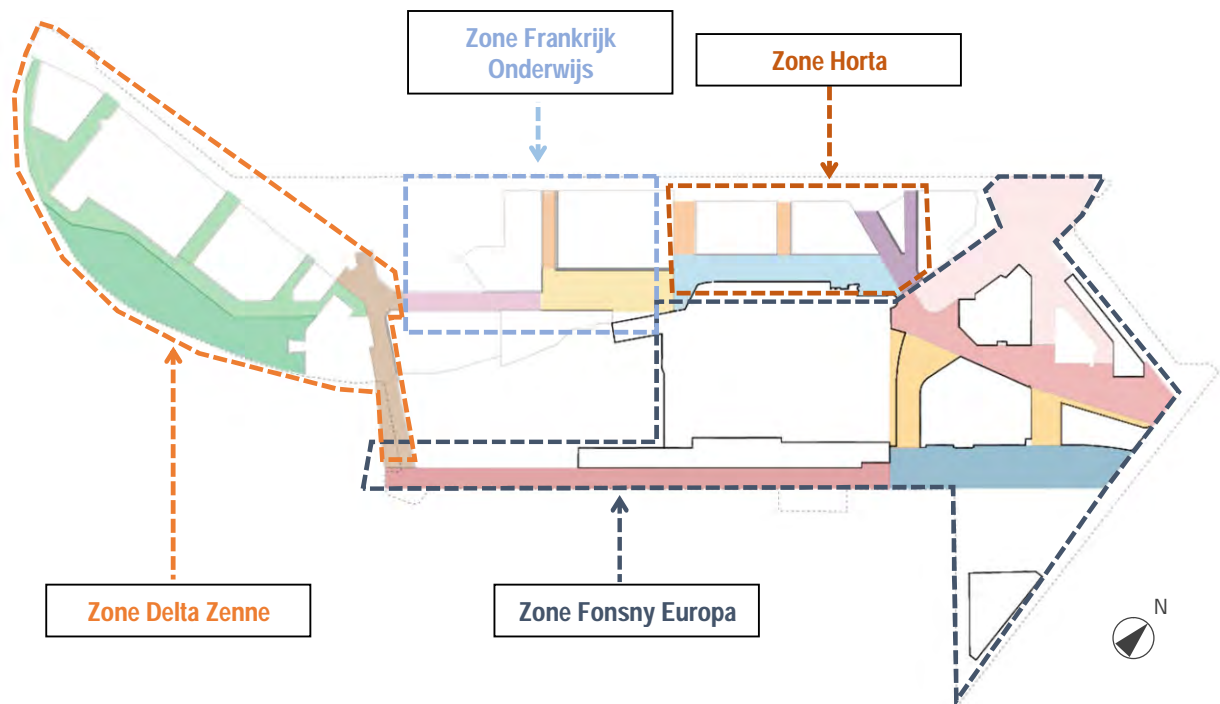 Zone Frankrijk
Onderwijs
Zone Horta
Zone Delta Zenne
Zone Fonsny Europa
N